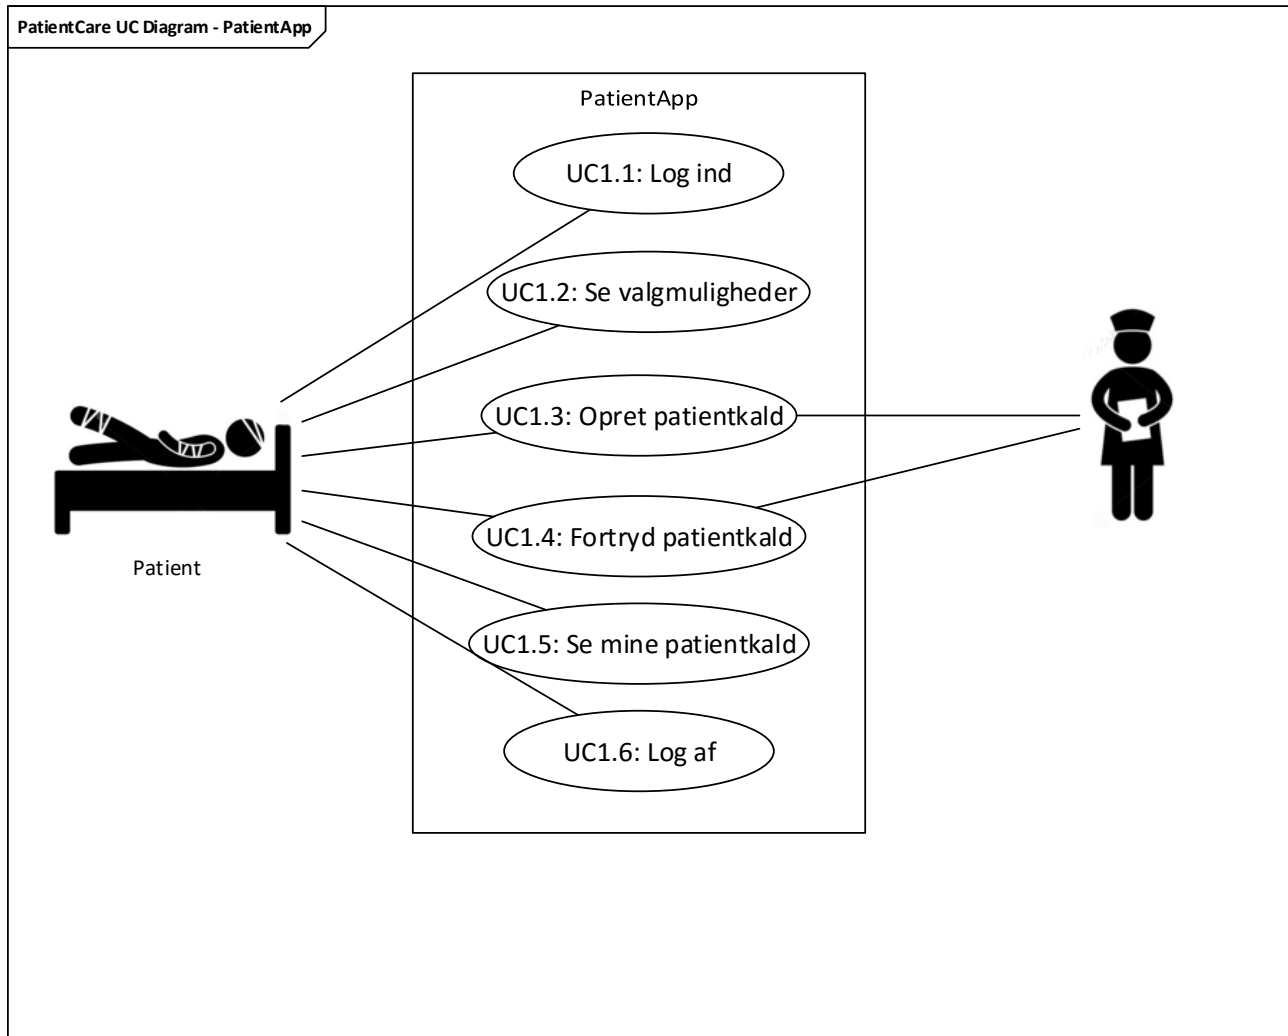 PatientCare UC Diagram - PatientApp
PatientApp
UC1.1: Log ind
UC1.2: Se valgmuligheder
UC1.3: Opret patientkald
UC1.4: Fortryd patientkald
Patient
UC1.5: Se mine patientkald
UC1.6: Log af